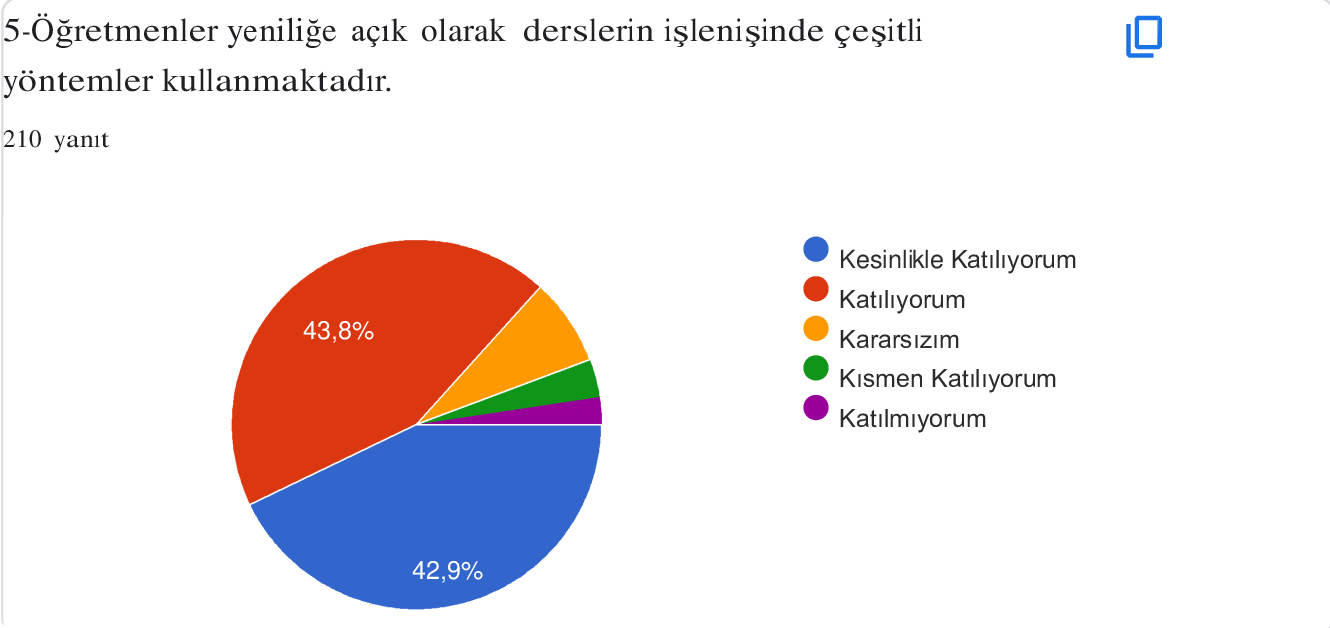 5-Öğretmenler yeniliğe açık olarak derslerin işlenişinde çeşitli
yöntemler kullanmaktadır.
210 yanıt
43,8%
42,9%
Kesinlikle Katılıyorum
Katılıyorum
Kararsızım
Kısmen Katılıyorum
Katılmıyorum